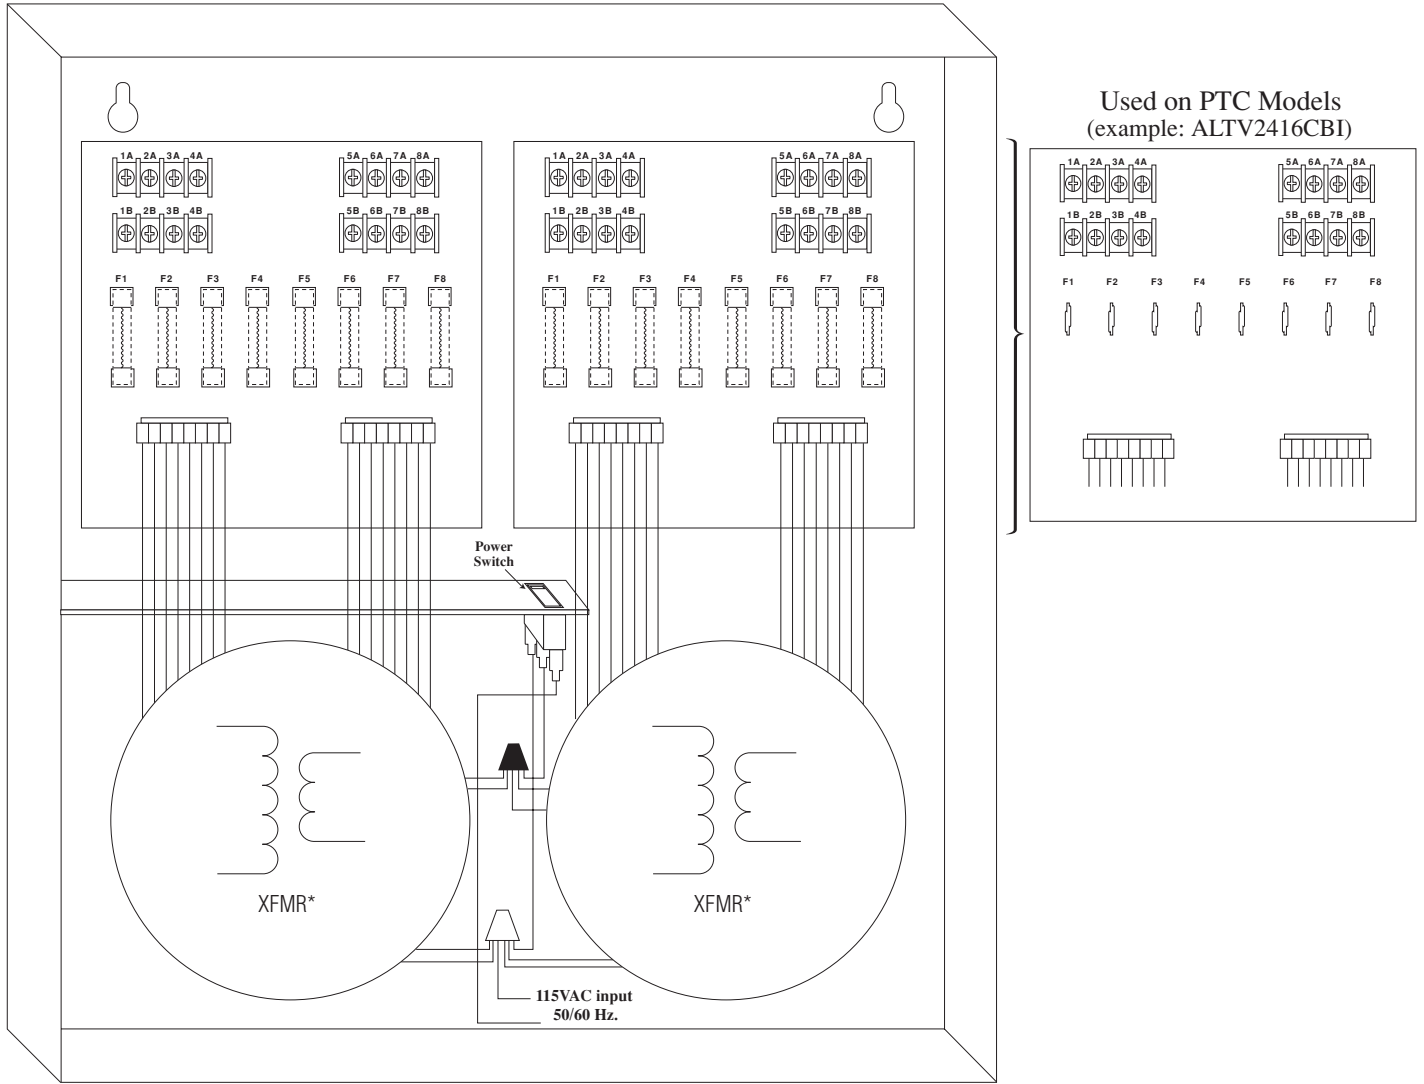 Used on PTC Models
(example: ALTV2416CBI)
1A 2A 3A 4A
5A 6A 7A 8A
1B 2B 3B 4B
5B 6B 7B 8B
F1 F2 F3 F4 F5 F6 F7 F8
1A 2A 3A 4A
5A 6A 7A 8A
1B 2B 3B 4B
5B 6B 7B 8B
F1 F2 F3 F4 F5 F6 F7 F8
1A 2A 3A 4A
5A 6A 7A 8A
1B 2B 3B 4B
5B 6B 7B 8B
F1 F2 F3 F4 F5 F6 F7 F8
Power
Switch
XFMR*
XFMR*
115VAC input
50/60 Hz.